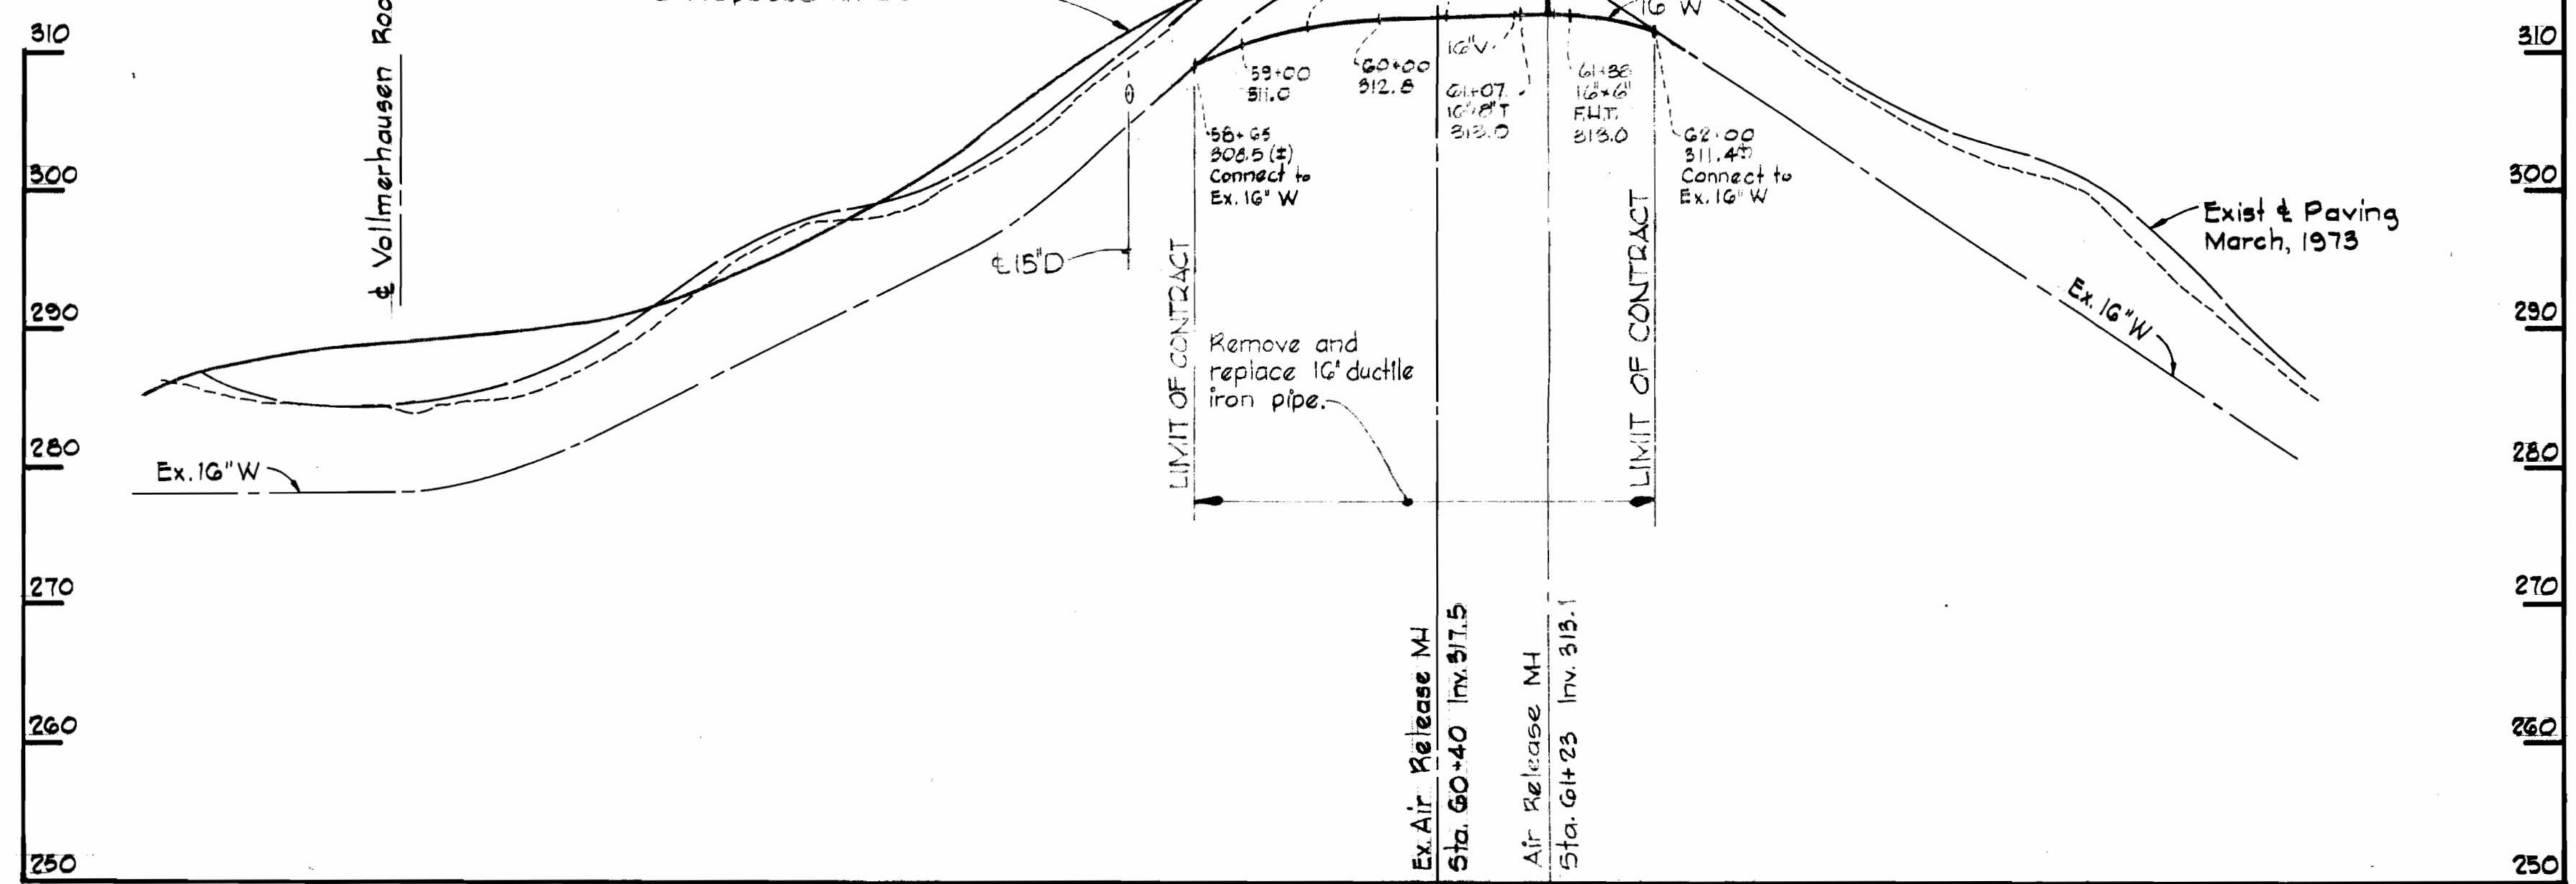 310
300
290
280
270
260
250
℄ Vollmerhausen
16"V.
16" W
59+00
311.0
60+00
312.8
61+07
16"x8"T
313.0
61+38
16"x6"
F.H.T.
313.0
58+65
308.5 (±)
Connect to
Ex. 16" W
62+00
311.4±
Connect to
Ex. 16" W
℄ 15"D
LIMIT OF CONTRACT
LIMIT OF CONTRACT
Remove and
replace 16" ductile
iron pipe.
Exist ℄ Paving
March, 1973
Ex. 16" W
Ex. 16" W
Ex. Air Release MH
Sta. 60+40 Inv. 317.5
Air Release MH
Sta. 61+23 Inv. 313.1
310
300
290
280
270
260
250